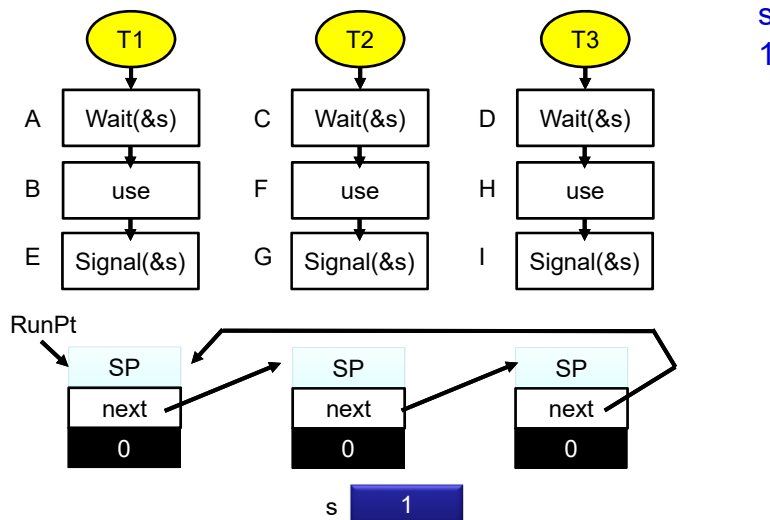 T1 T2 T3 s
1
A Wait(&s) C Wait(&s) D Wait(&s)
B use F use H use
E Signal(&s) G Signal(&s) I Signal(&s)
RunPt
SP SP SP
next next next
0 0 0
s 1